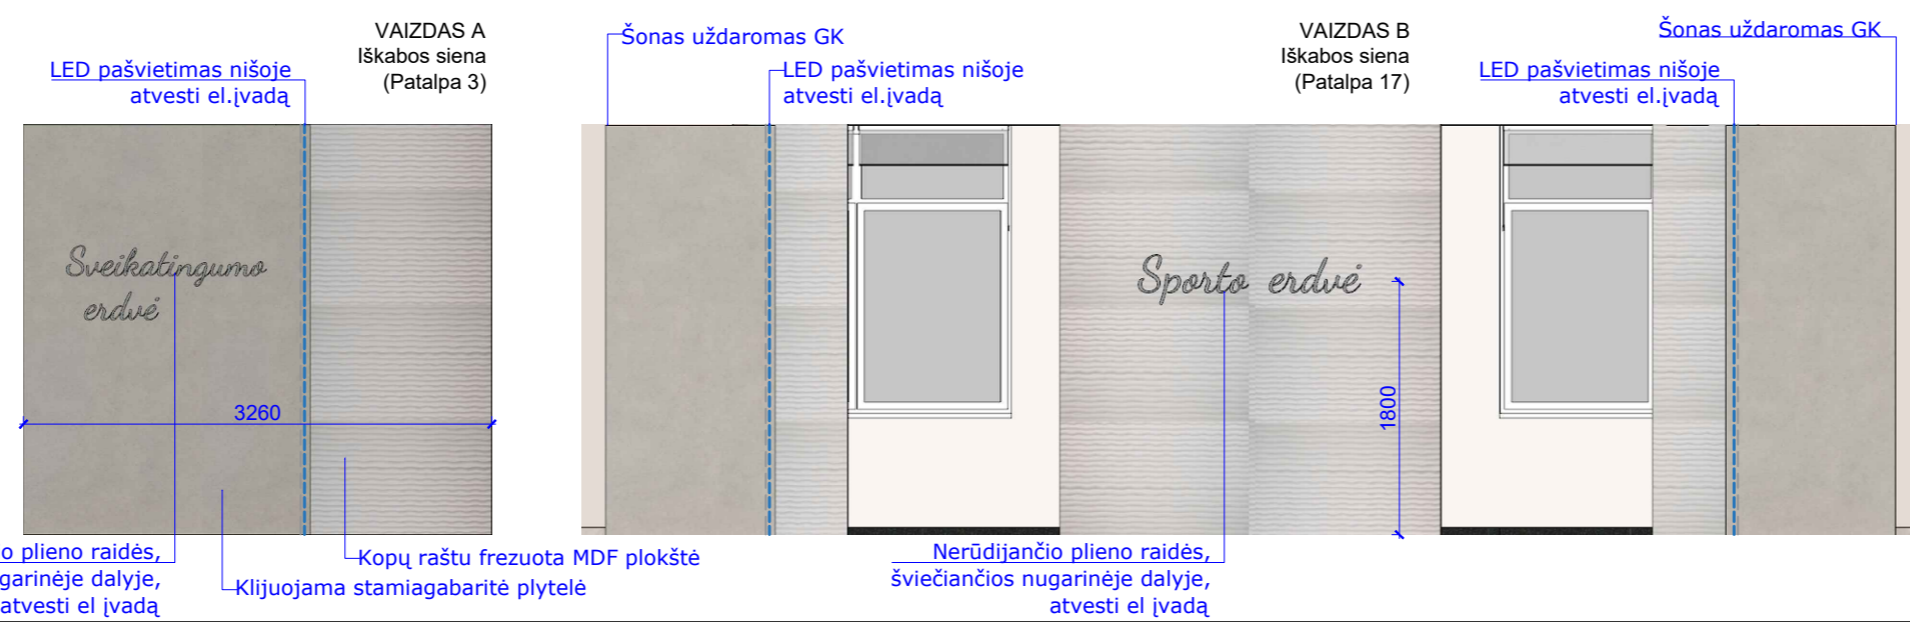 VAIZDAS A
Iškabos siena
(Patalpa 3)
LED pašvietimas nišoje
atvesti el.įvadą
Sveikatingumo
erdvė
3260
o plieno raidės,
garinėje dalyje,
atvesti el įvadą
Kopų raštu frezuota MDF plokštė
Klijuojama stamiagabaritė plytelė
Šonas uždaromas GK
LED pašvietimas nišoje
atvesti el.įvadą
VAIZDAS B
Iškabos siena
(Patalpa 17)
Šonas uždaromas GK
LED pašvietimas nišoje
atvesti el.įvadą
Sporto erdvė
1800
Nerūdijančio plieno raidės,
šviečiančios nugarinėje dalyje,
atvesti el įvadą